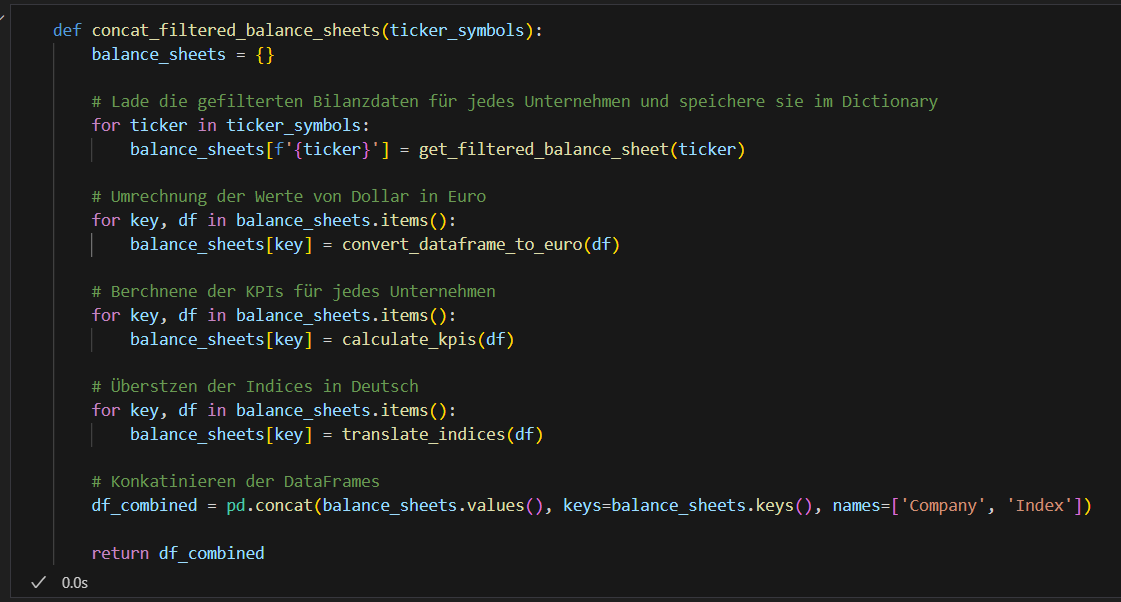 def concat_filtered_balance_sheets(ticker_symbols):
    balance_sheets = {}

    # Lade die gefilterten Bilanzdaten für jedes Unternehmen und speichere sie im Dictionary
    for ticker in ticker_symbols:
        balance_sheets[f'{ticker}'] = get_filtered_balance_sheet(ticker)

    # Umrechnung der Werte von Dollar in Euro
    for key, df in balance_sheets.items():
        balance_sheets[key] = convert_dataframe_to_euro(df)

    # Berchnene der KPIs für jedes Unternehmen
    for key, df in balance_sheets.items():
        balance_sheets[key] = calculate_kpis(df)

    # Überstzen der Indices in Deutsch
    for key, df in balance_sheets.items():
        balance_sheets[key] = translate_indices(df)

    # Konkatinieren der DataFrames
    df_combined = pd.concat(balance_sheets.values(), keys=balance_sheets.keys(), names=['Company', 'Index'])

    return df_combined
✓ 0.0s